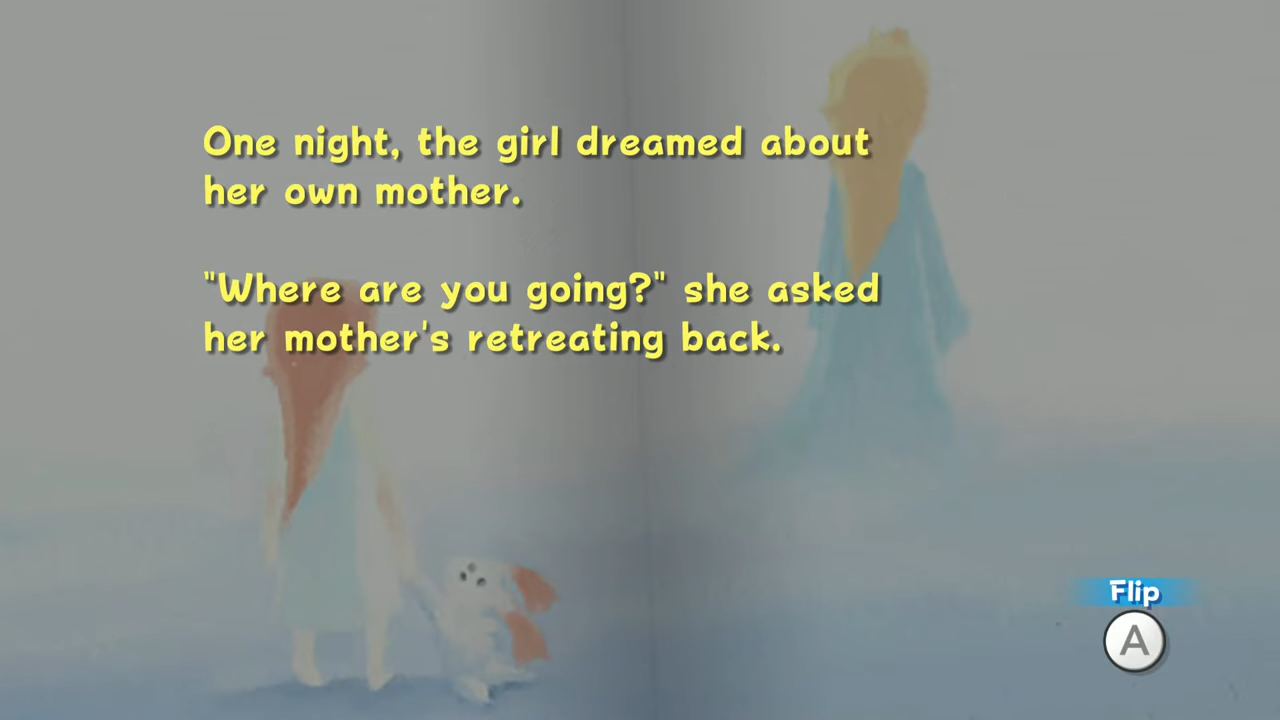 One night, the girl dreamed about
her own mother.
"Where are you going?" she asked
her mother's retreating back.
Flip
A